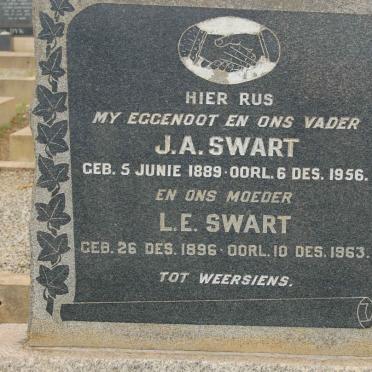 HIER RUS
MY EGGENOOT EN ONS VADER
J.A. SWART
GEB. 5 JUNIE 1889 · OORL. 6 DES. 1956.
EN ONS MOEDER
L.E. SWART
GEB. 26 DES. 1896 · OORL. 10 DES. 1963.
TOT WEERSIENS.